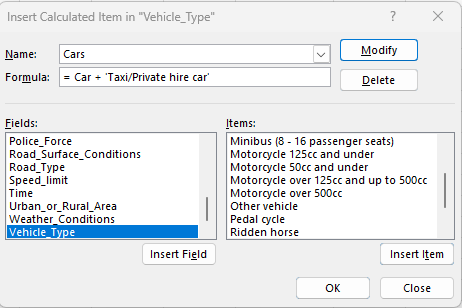 Insert Calculated Item in "Vehicle_Type"
Name: Cars Modify
Formula: = Car + 'Taxi/Private hire car' Delete
Fields: Items:
Police_Force
Road_Surface_Conditions
Road_Type
Speed_limit
Time
Urban_or_Rural_Area
Weather_Conditions
Vehicle_Type
Minibus (8 - 16 passenger seats)
Motorcycle 125cc and under
Motorcycle 50cc and under
Motorcycle over 125cc and up to 500cc
Motorcycle over 500cc
Other vehicle
Pedal cycle
Ridden horse
Insert Field Insert Item
OK Close